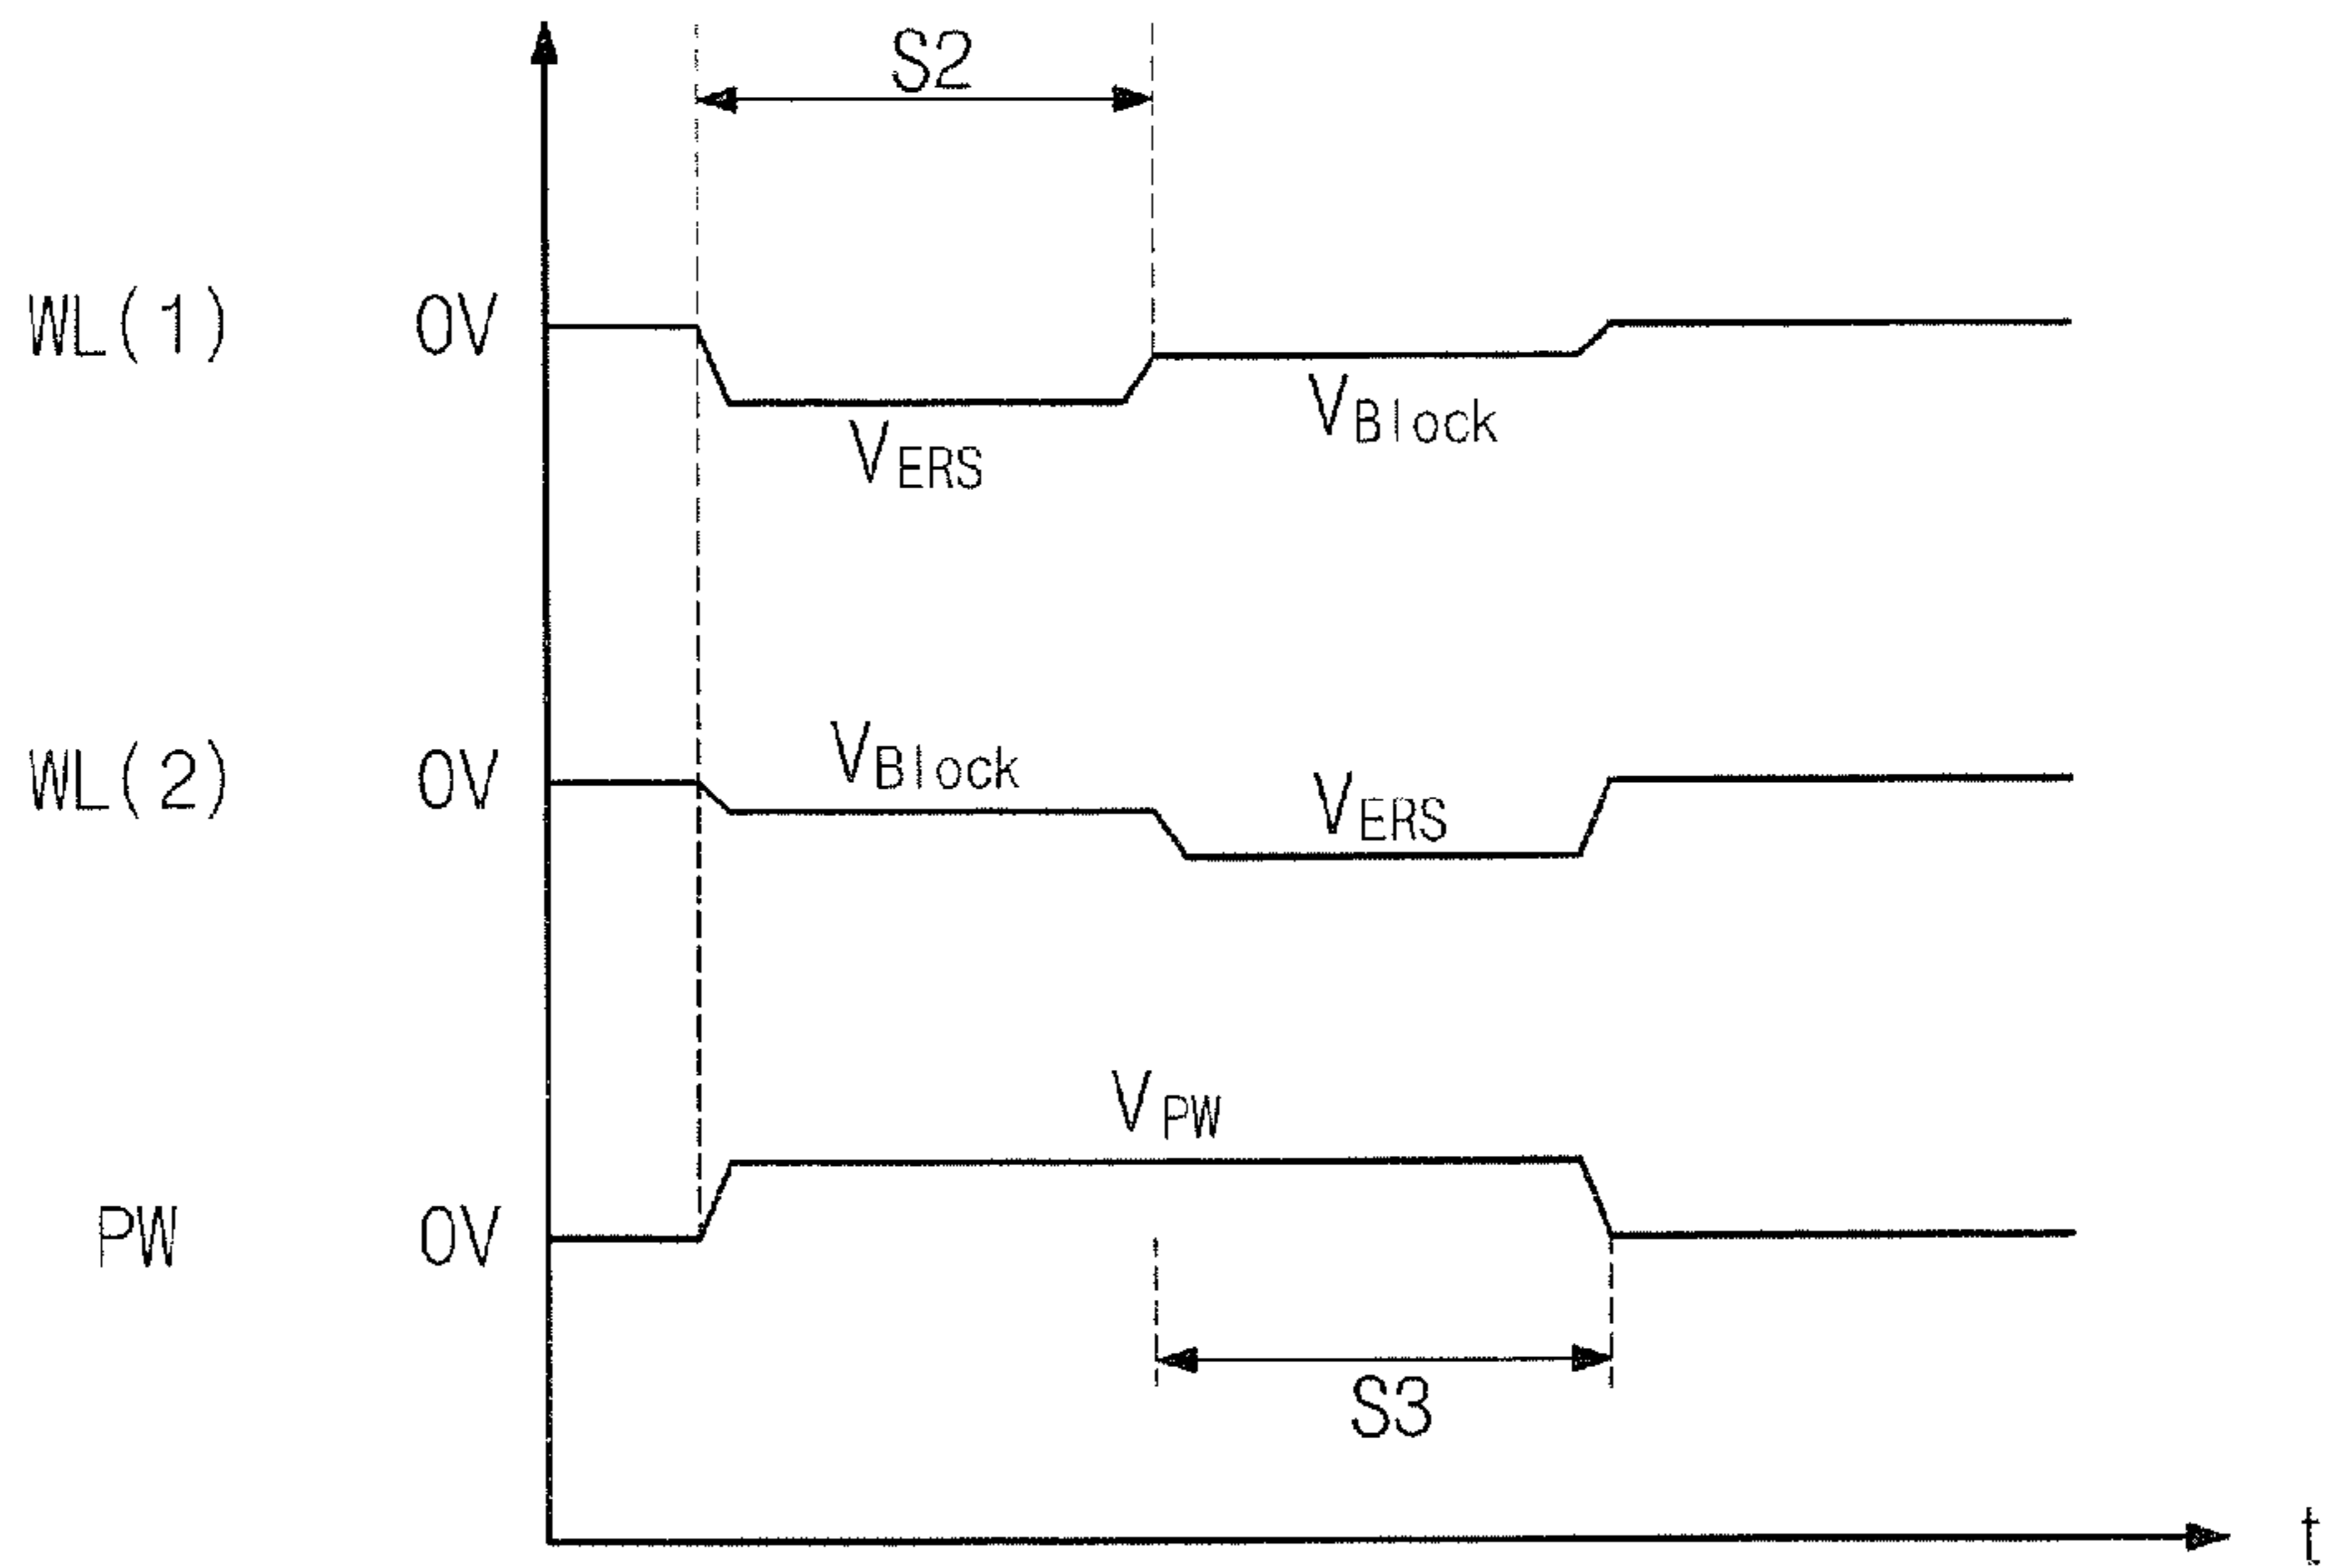 S2
WL(1) 0V
VERS
VBlock
WL(2) 0V
VBlock
VERS
VPW
PW 0V
S3
t